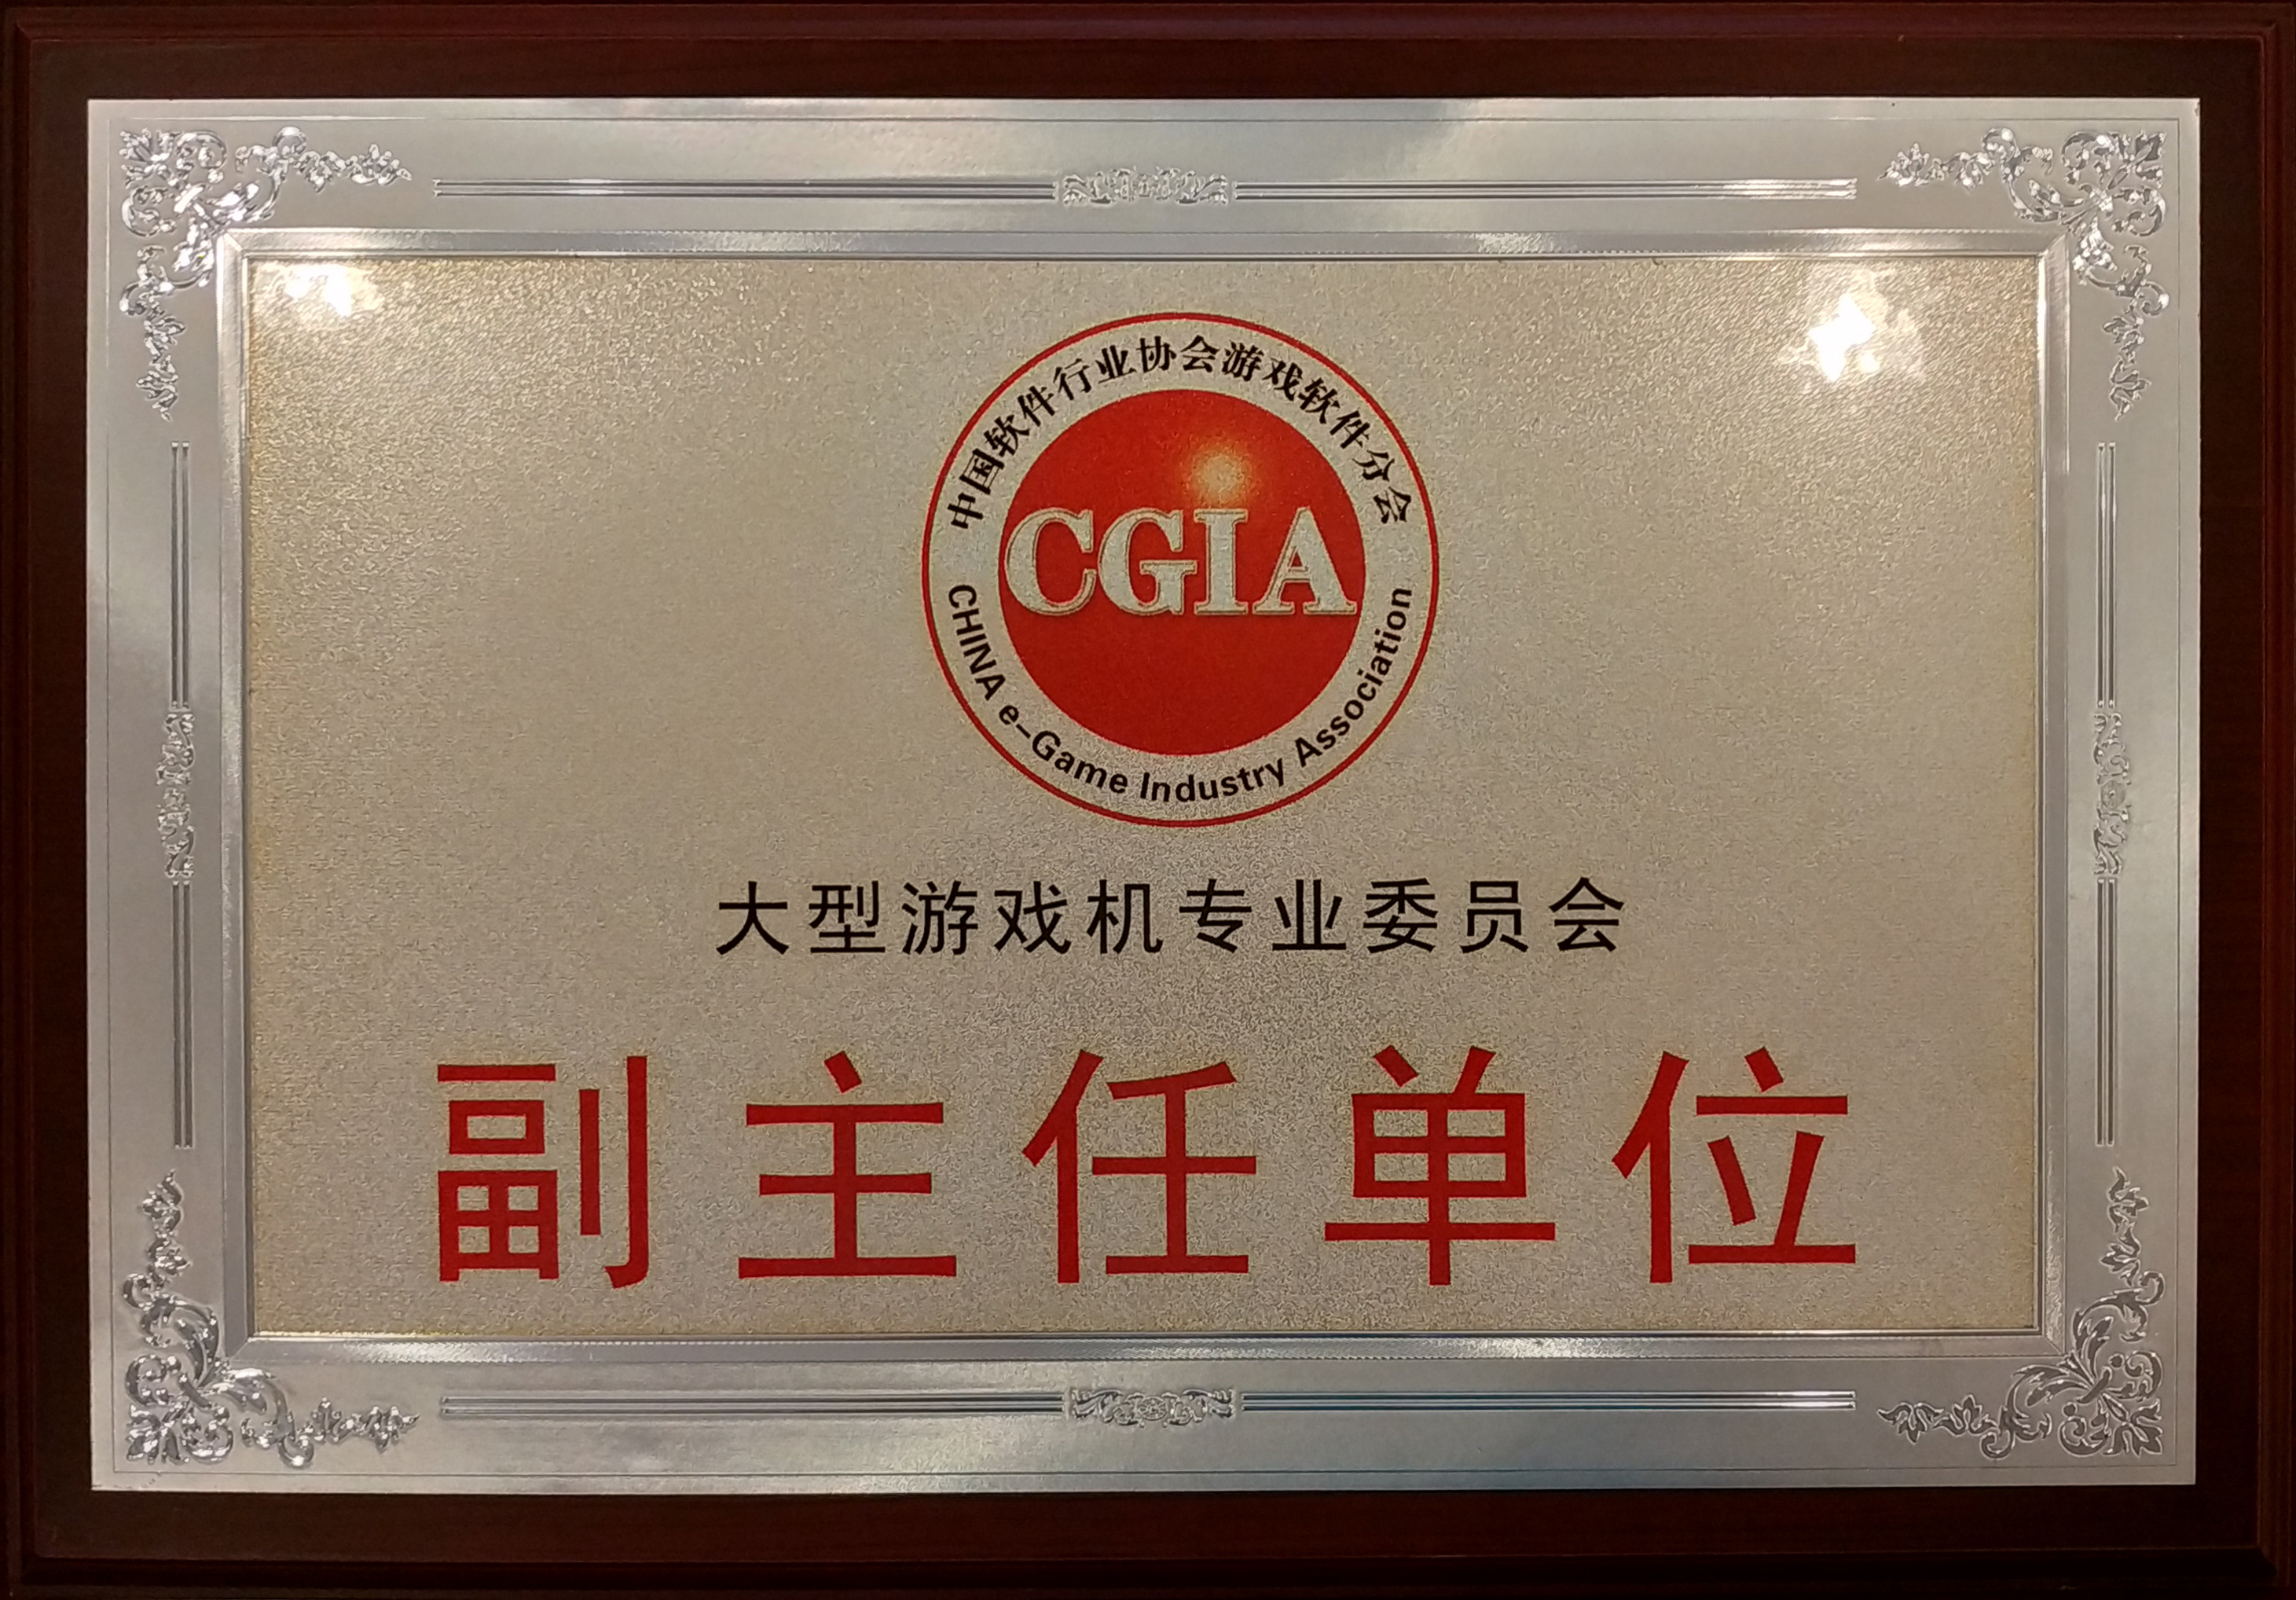 中国软件行业协会游戏软件分会
CGIA
CHINA e-Game Industry Association
大型游戏机专业委员会
副主任单位